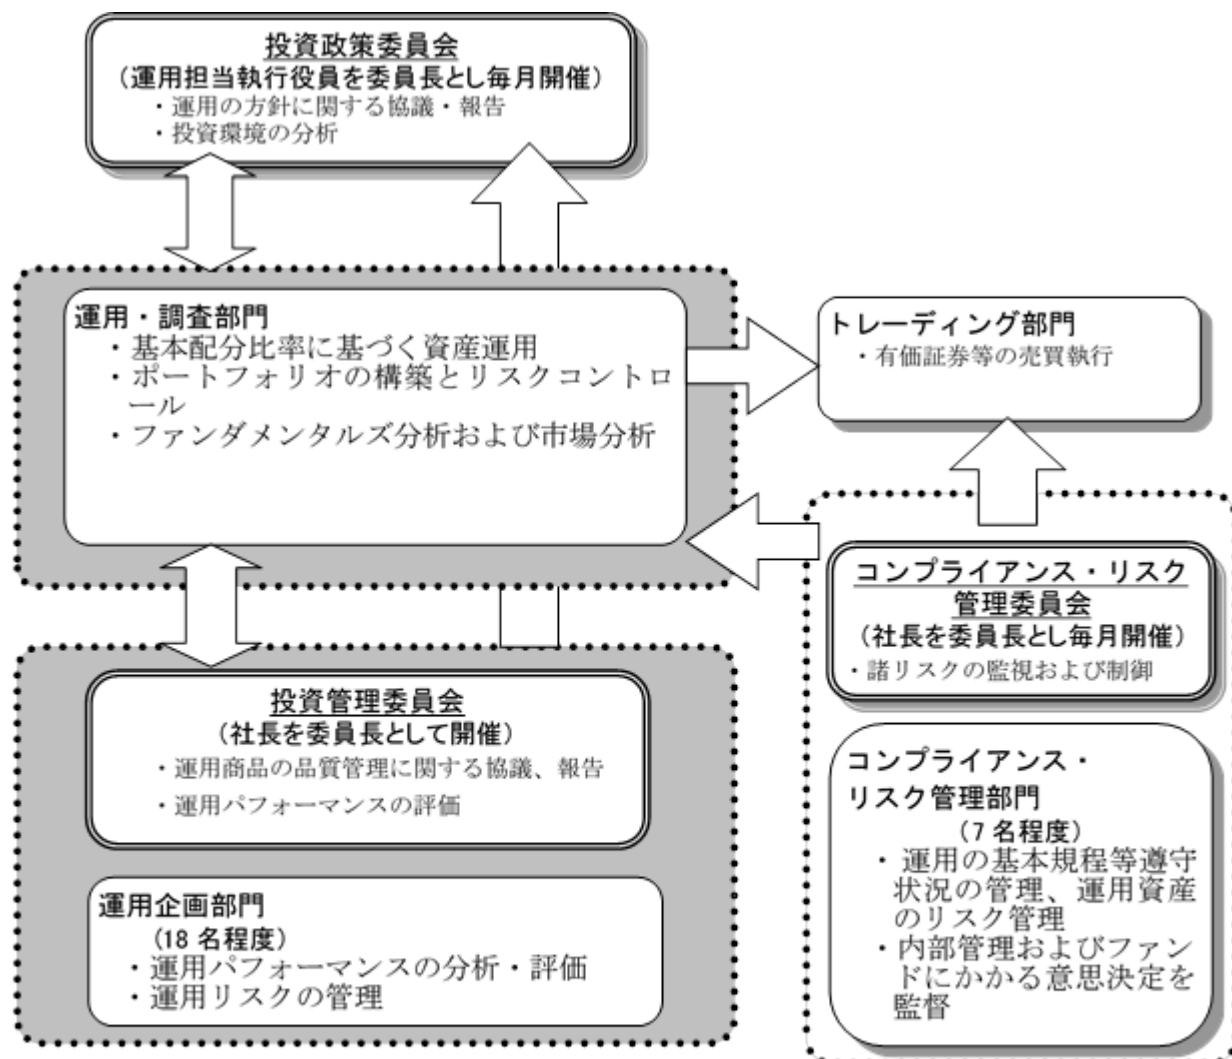 投資政策委員会
(運用担当執行役員を委員長とし毎月開催)
・運用の方針に関する協議・報告
・投資環境の分析
運用・調査部門
・基本配分比率に基づく資産運用
・ポートフォリオの構築とリスクコントロ
ール
・ファンダメンタルズ分析および市場分析
トレーディング部門
・有価証券等の売買執行
投資管理委員会
(社長を委員長として開催)
・運用商品の品質管理に関する協議、報告
・運用パフォーマンスの評価
運用企画部門
(18 名程度)
・運用パフォーマンスの分析・評価
・運用リスクの管理
コンプライアンス・リスク
管理委員会
(社長を委員長とし毎月開催)
・諸リスクの監視および制御
コンプライアンス・
リスク管理部門
(7 名程度)
・運用の基本規程等遵守
状況の管理、運用資産
のリスク管理
・内部管理およびファン
ドにかかる意思決定を
監督